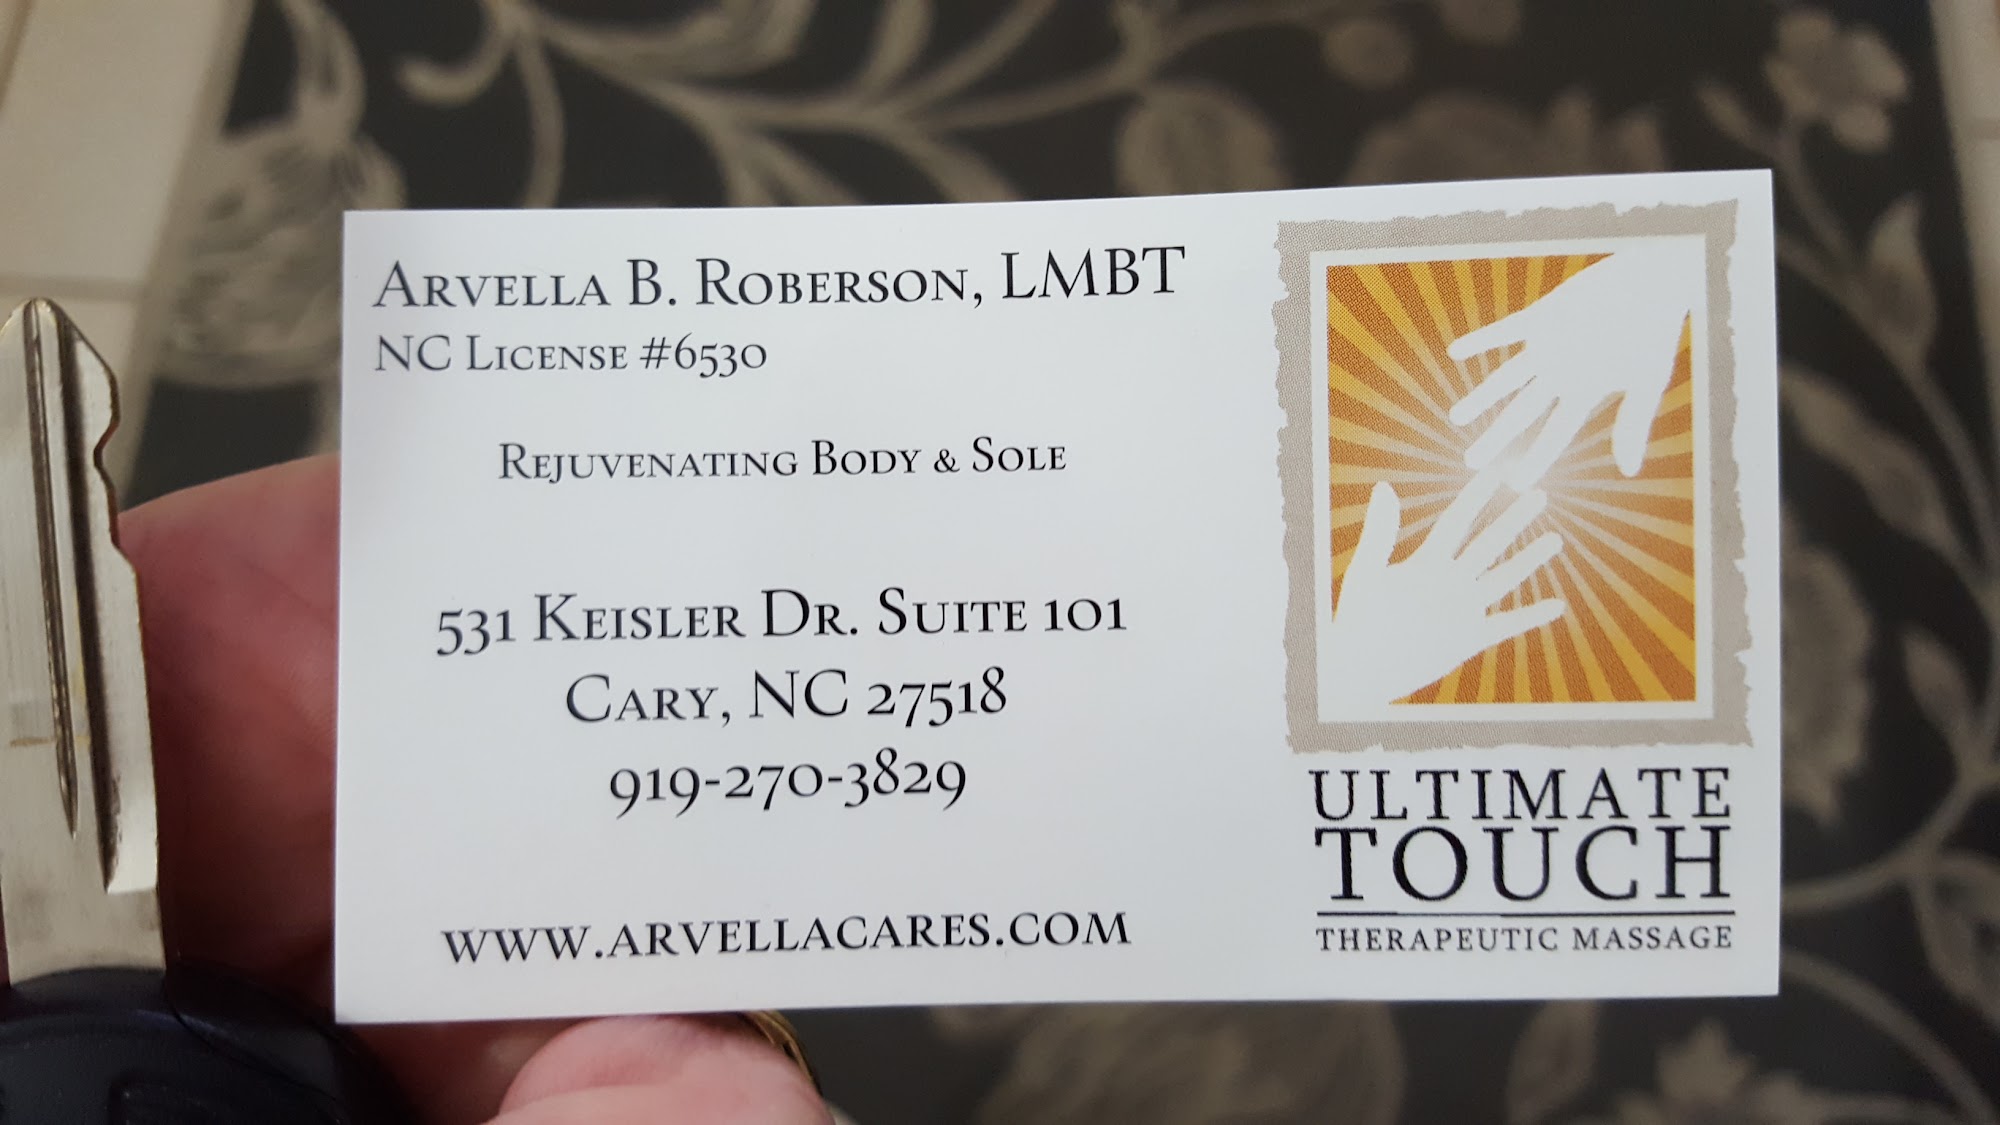 Arvella B. Roberson, LMBT
NC License #6530
Rejuvenating Body & Sole
531 Keisler Dr. Suite 101
Cary, NC 27518
919-270-3829
www.arvellacares.com
ULTIMATE
TOUCH
THERAPEUTIC MASSAGE